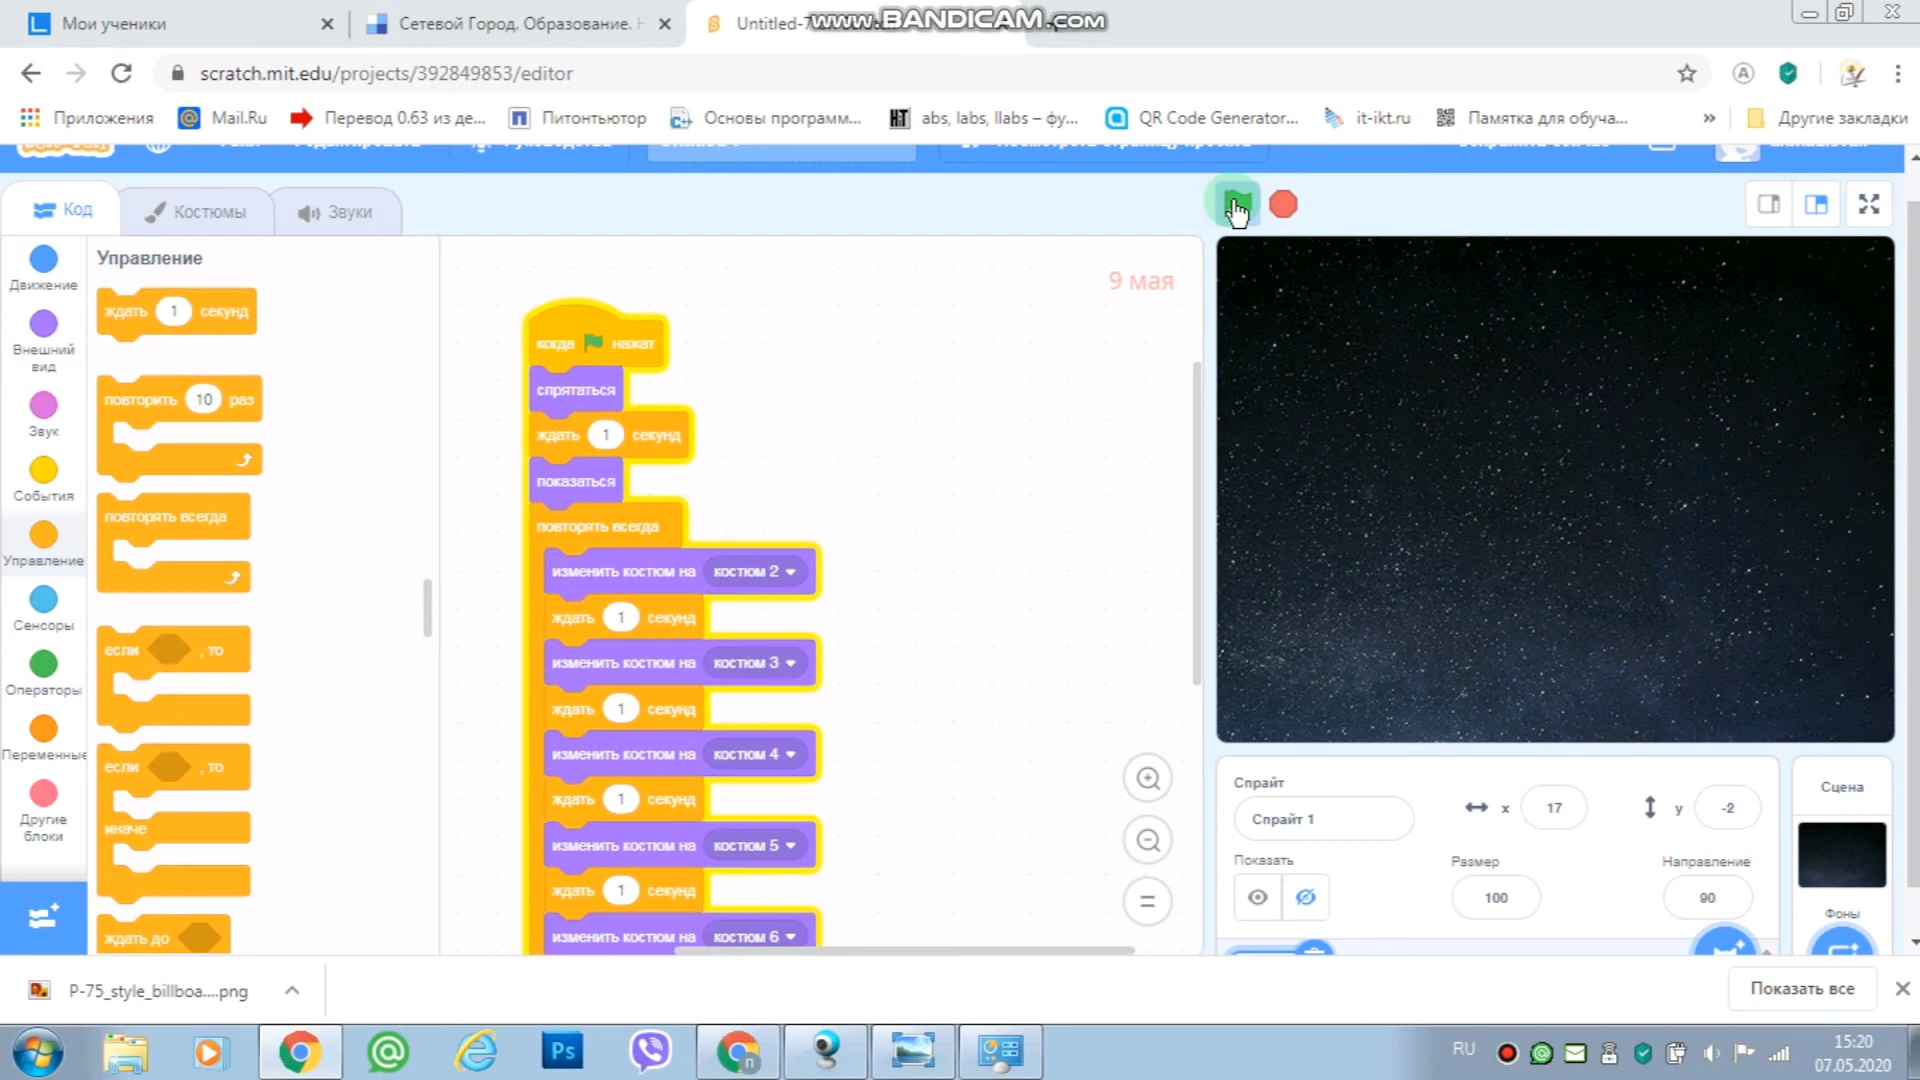 Мои ученики
Сетевой Город. Образование. Н
Untitled-7
www.BANDICAM.com
scratch.mit.edu/projects/392849853/editor
Приложения
Mail.Ru
Перевод 0.63 из де...
Питонтьютор
Основы программ...
abs, labs, llabs – фу...
QR Code Generator...
it-ikt.ru
Памятка для обуча...
»
Другие закладки
Код
Костюмы
Звуки
Движение
Внешний
вид
Звук
События
Управление
Сенсоры
Операторы
Переменные
Другие
блоки
Управление
ждать 1 секунд
повторить 10 раз
повторять всегда
если , то
если , то
иначе
ждать до
9 мая
когда нажат
спрятаться
ждать 1 секунд
показаться
повторять всегда
изменить костюм на костюм 2
ждать 1 секунд
изменить костюм на костюм 3
ждать 1 секунд
изменить костюм на костюм 4
ждать 1 секунд
изменить костюм на костюм 5
ждать 1 секунд
изменить костюм на костюм 6
Спрайт
Спрайт 1
x 17
y -2
Показать
Размер
100
Направление
90
Сцена
Фоны
P-75_style_billboa....png
Показать все
Ps
RU
15:20
07.05.2020